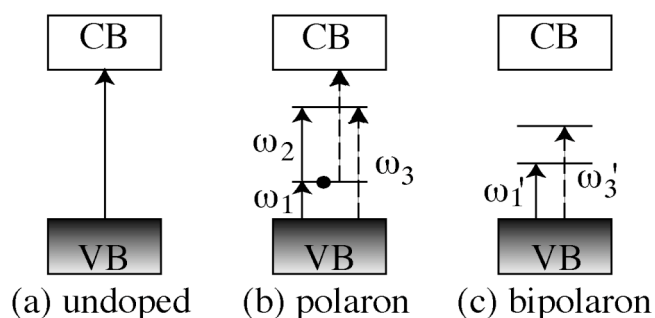 CB CB CB
ω2
ω3
ω1
ω1' ω3'
VB VB VB
(a) undoped (b) polaron (c) bipolaron